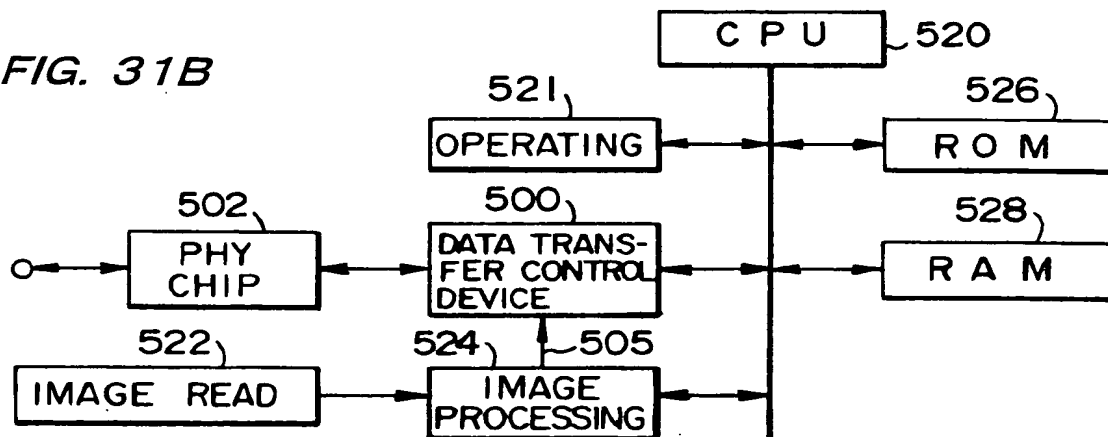 FIG. 31B
CPU
520
521
OPERATING
526
ROM
502
PHY
CHIP
500
DATA TRANS-
FER CONTROL
DEVICE
528
RAM
522
IMAGE READ
524
505
IMAGE
PROCESSING